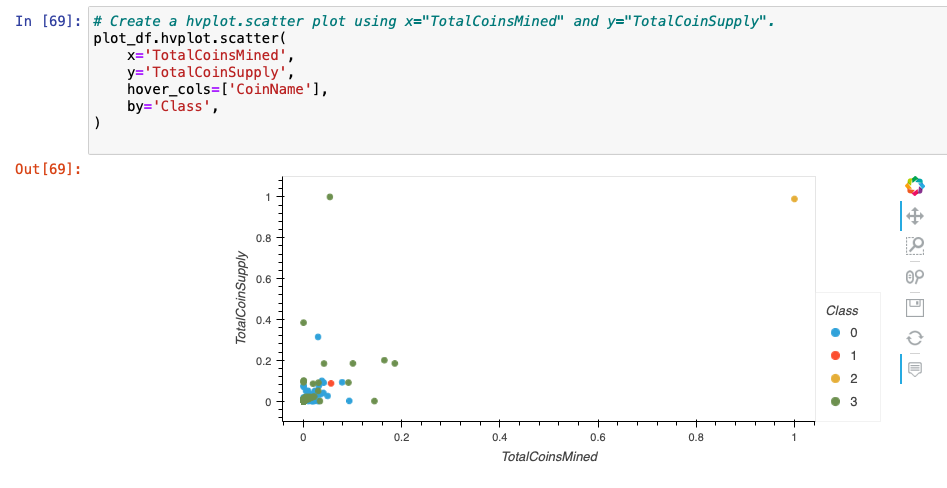 In [69]: # Create a hvplot.scatter plot using x="TotalCoinsMined" and y="TotalCoinSupply".
plot_df.hvplot.scatter(
    x='TotalCoinsMined',
    y='TotalCoinSupply',
    hover_cols=['CoinName'],
    by='Class',
)
Out[69]:
TotalCoinSupply
1
0.8
0.6
0.4
0.2
0
0 0.2 0.4 0.6 0.8 1
TotalCoinsMined
Class
0
1
2
3